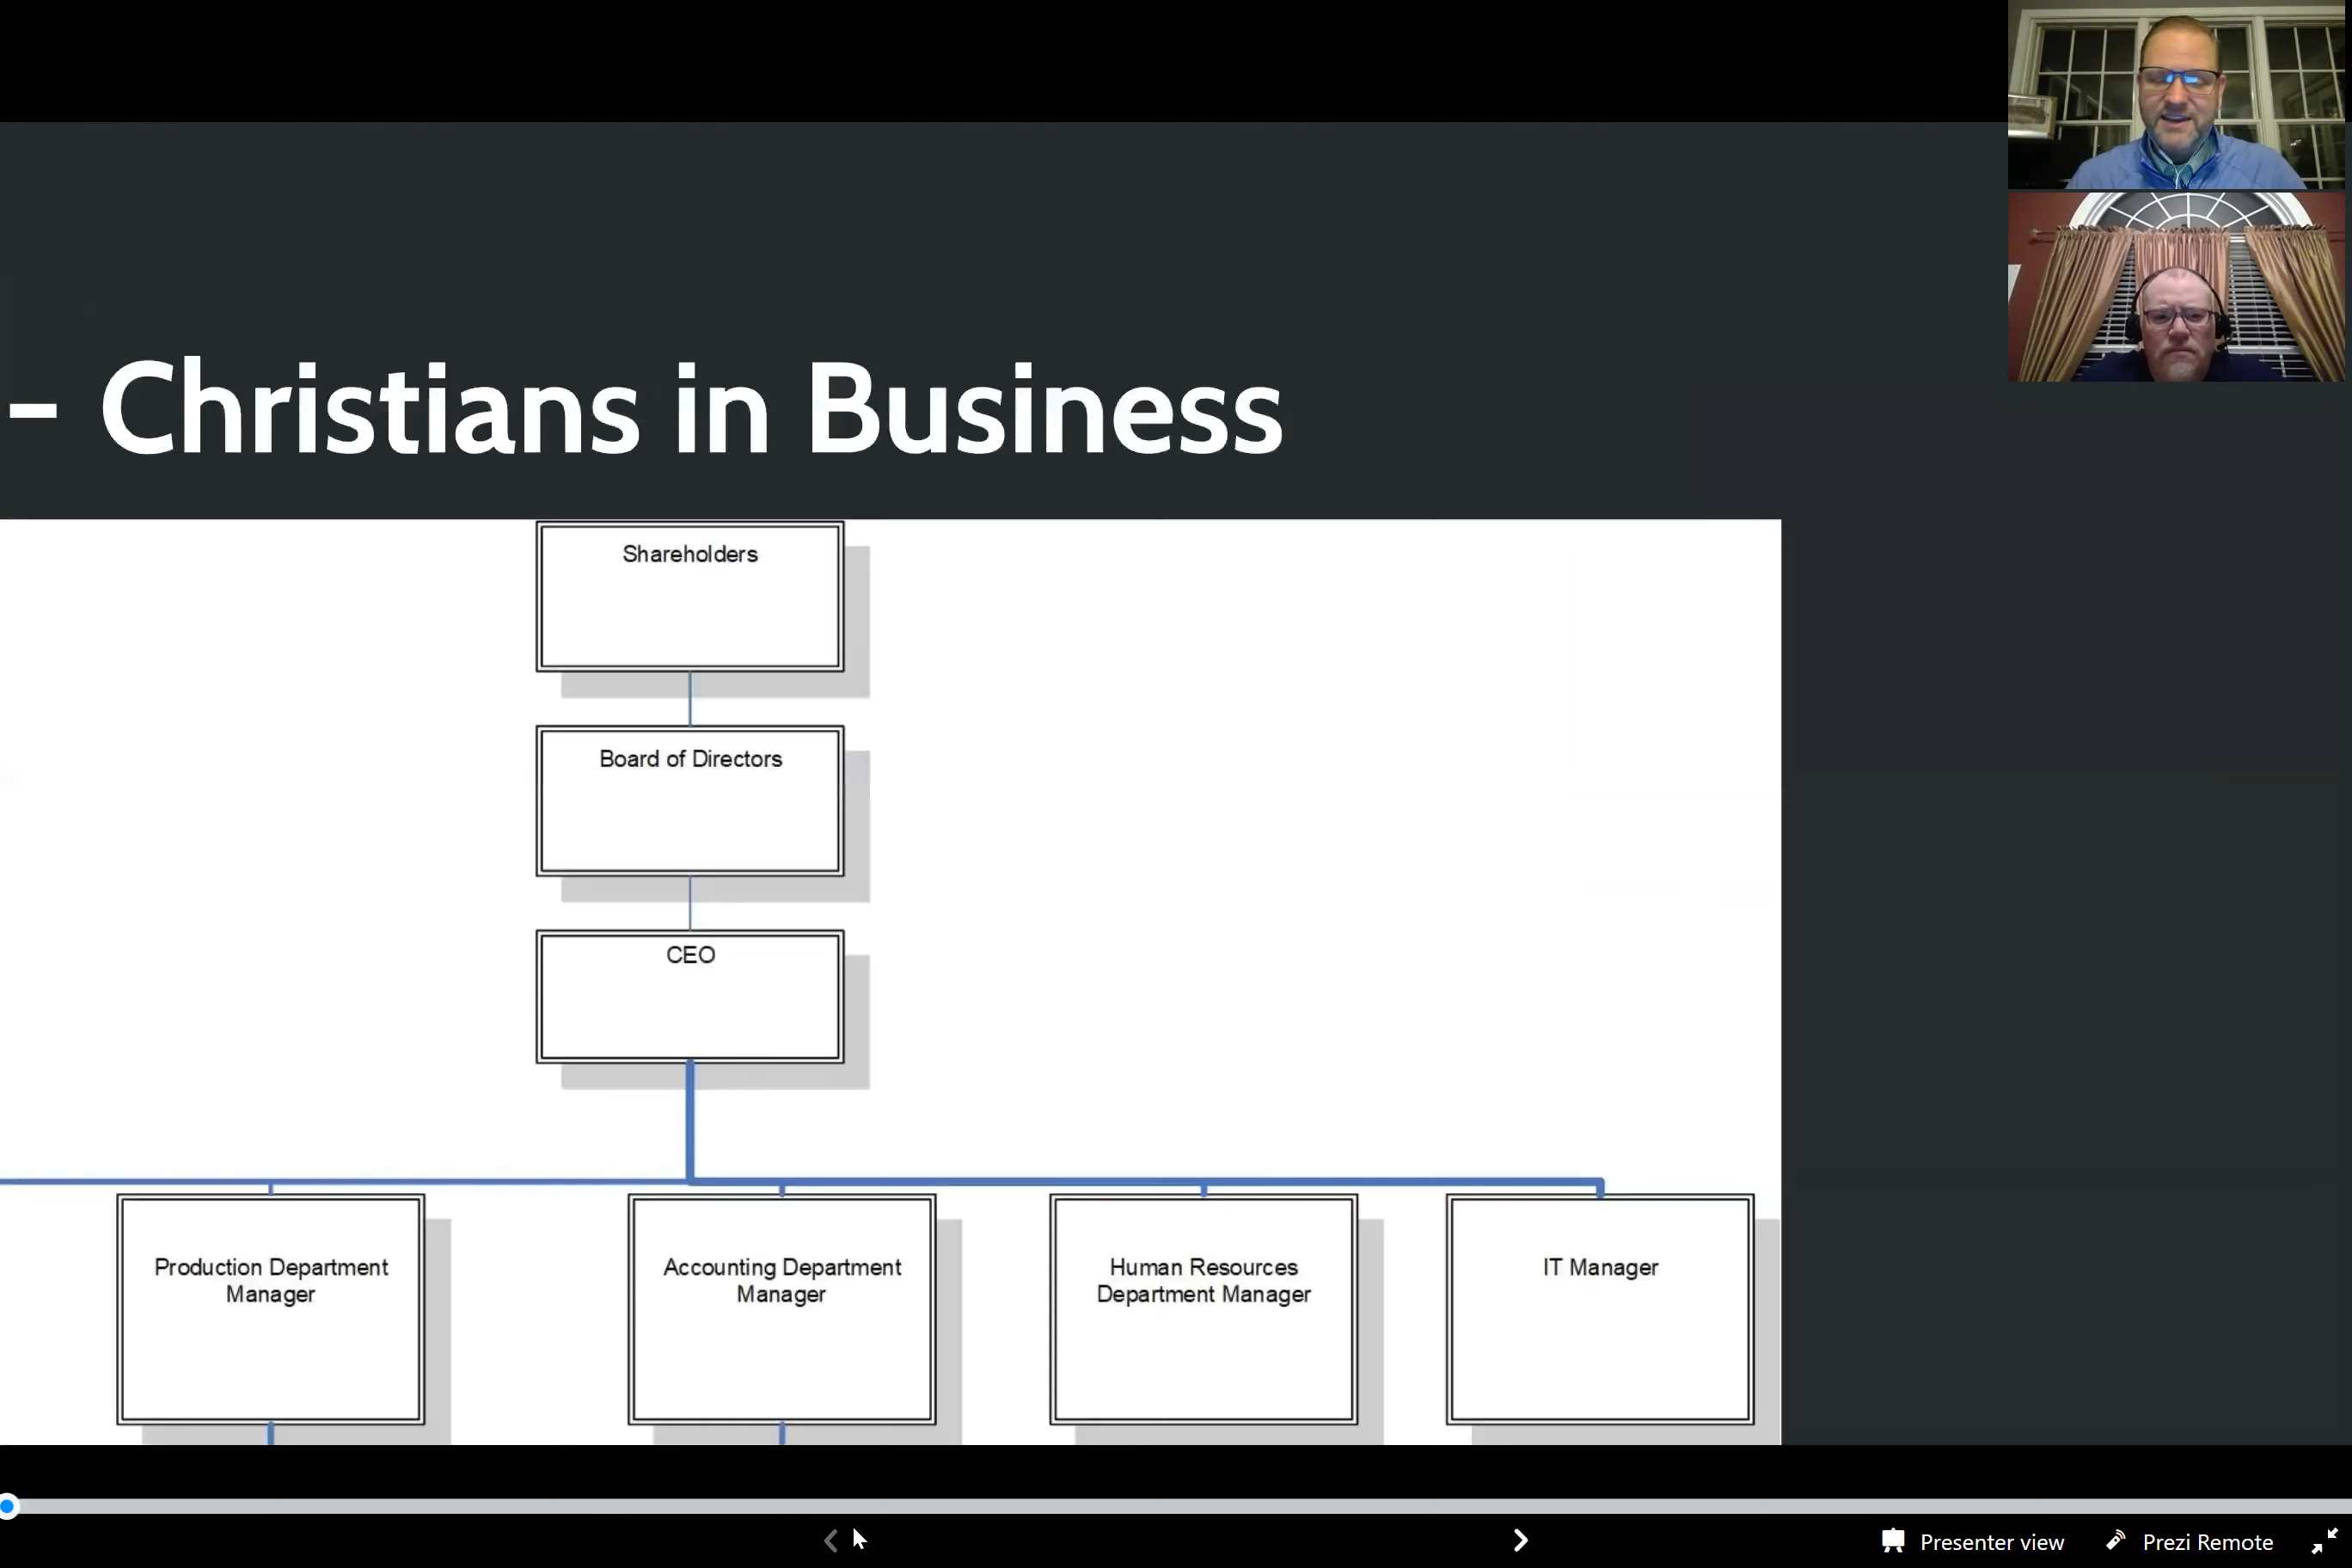 – Christians in Business
Shareholders
Board of Directors
CEO
Production Department
Manager
Accounting Department
Manager
Human Resources
Department Manager
IT Manager
Presenter view
Prezi Remote